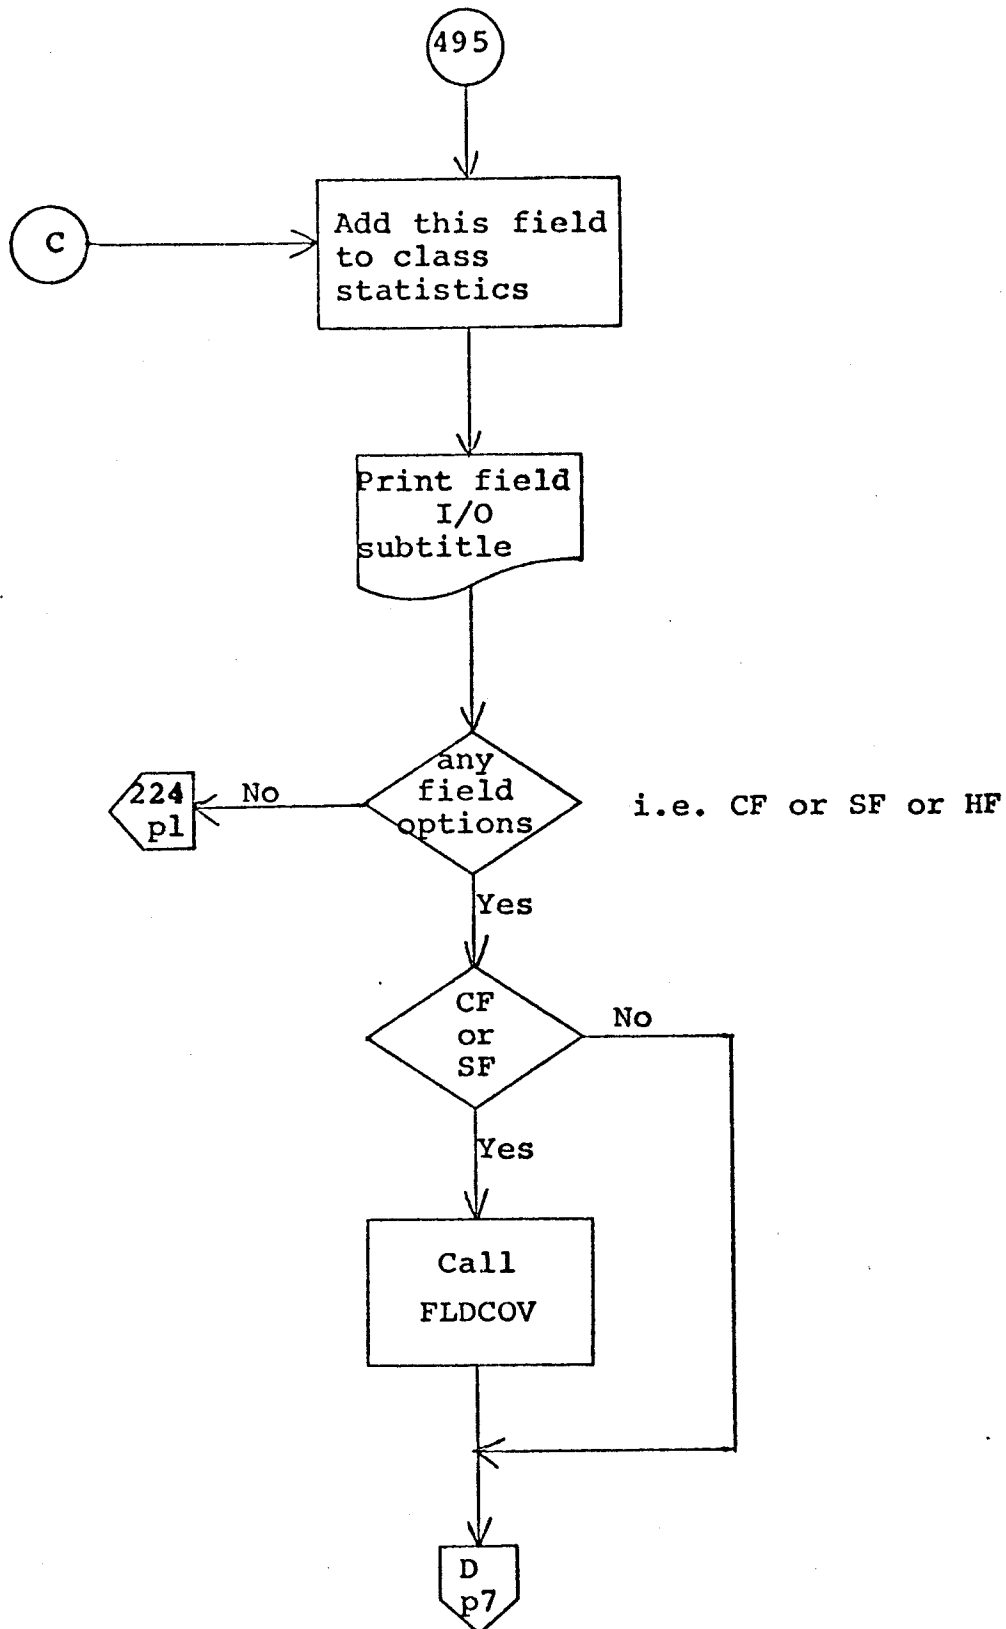 495
C
Add this field
to class
statistics
Print field
I/O
subtitle
any
field
options
i.e. CF or SF or HF
No
224
p1
Yes
CF
or
SF
No
Yes
Call
FLDCOV
D
p7